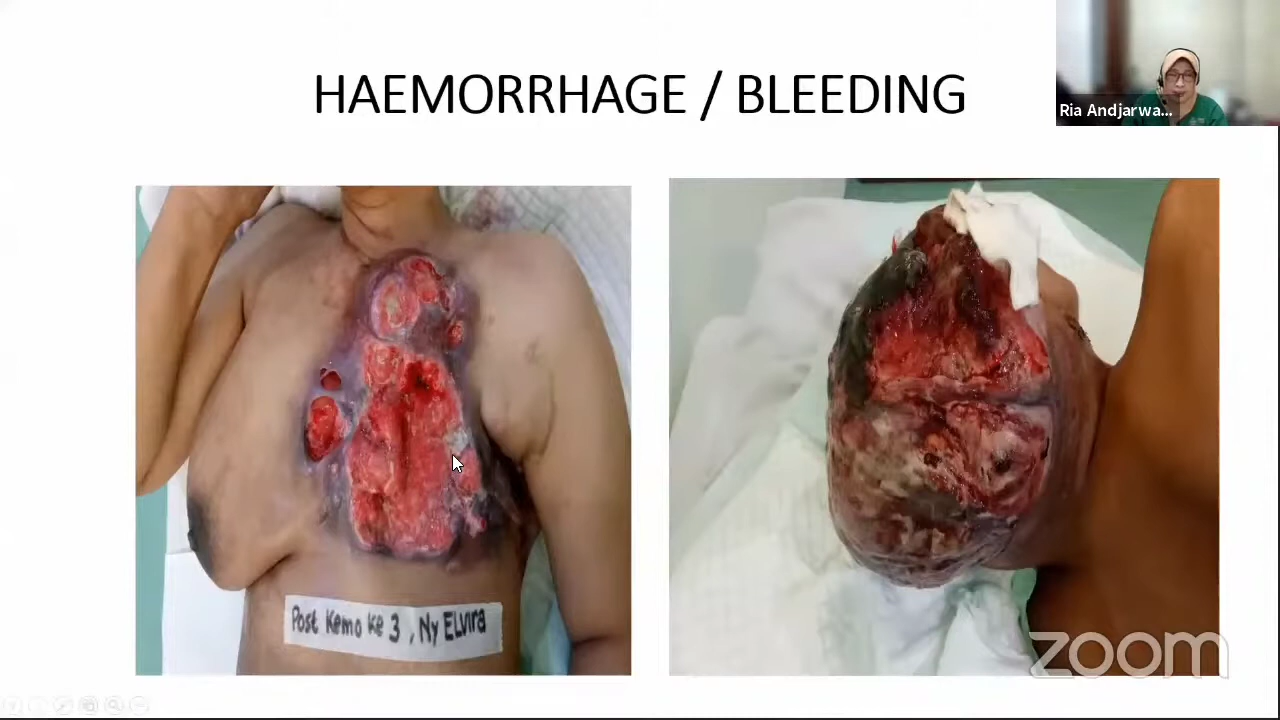 HAEMORRHAGE / BLEEDING
Ria Andjarwa...
Post Kemo Ke 3 , Ny ELvira
zoom